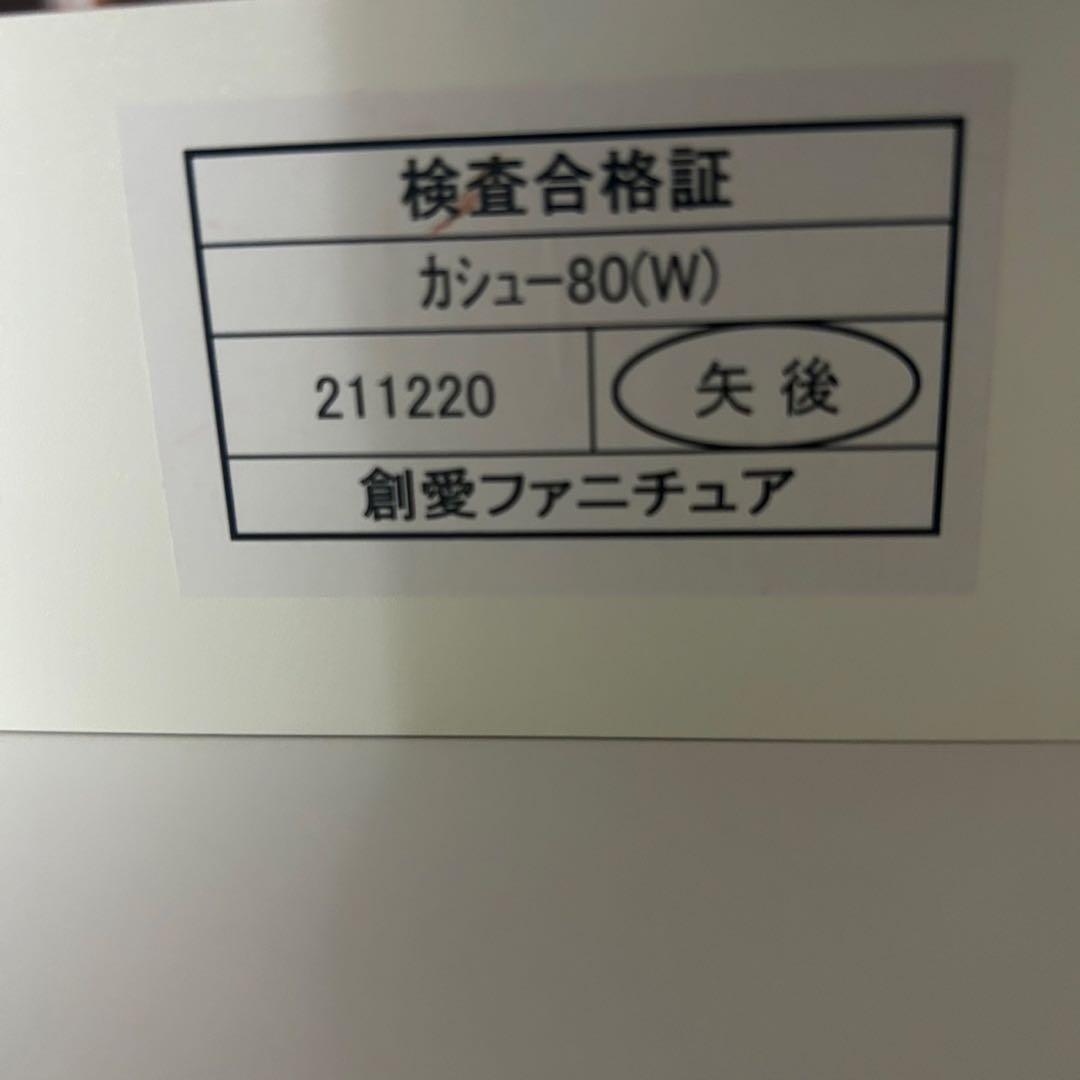 検査合格証
カシュー80(W)
211220 矢後
創愛ファニチュア